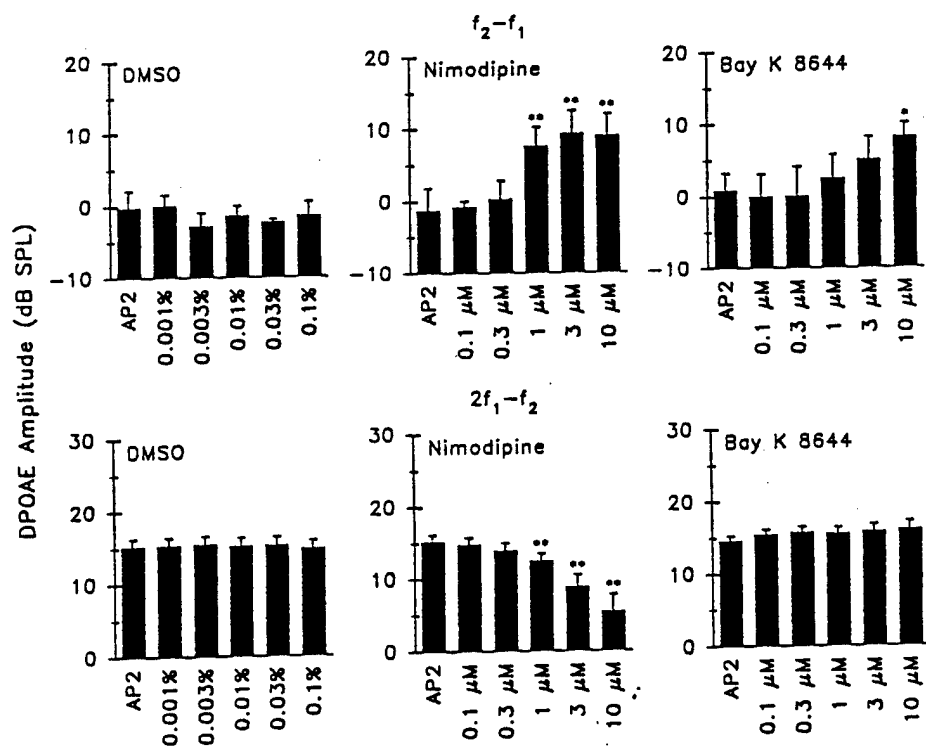 f₂-f₁
DMSO
20
10
0
-10
AP2
0.001%
0.003%
0.01%
0.03%
0.1%
Nimodipine
20
10
0
-10
** ** **
AP2
0.1 μM
0.3 μM
1 μM
3 μM
10 μM
Bay K 8644
20
10
0
-10
*
AP2
0.1 μM
0.3 μM
1 μM
3 μM
10 μM
DPOAE Amplitude (dB SPL)
2f₁-f₂
DMSO
30
20
10
0
AP2
0.001%
0.003%
0.01%
0.03%
0.1%
Nimodipine
30
20
10
0
** ** **
AP2
0.1 μM
0.3 μM
1 μM
3 μM
10 μM
Bay K 8644
30
20
10
0
AP2
0.1 μM
0.3 μM
1 μM
3 μM
10 μM